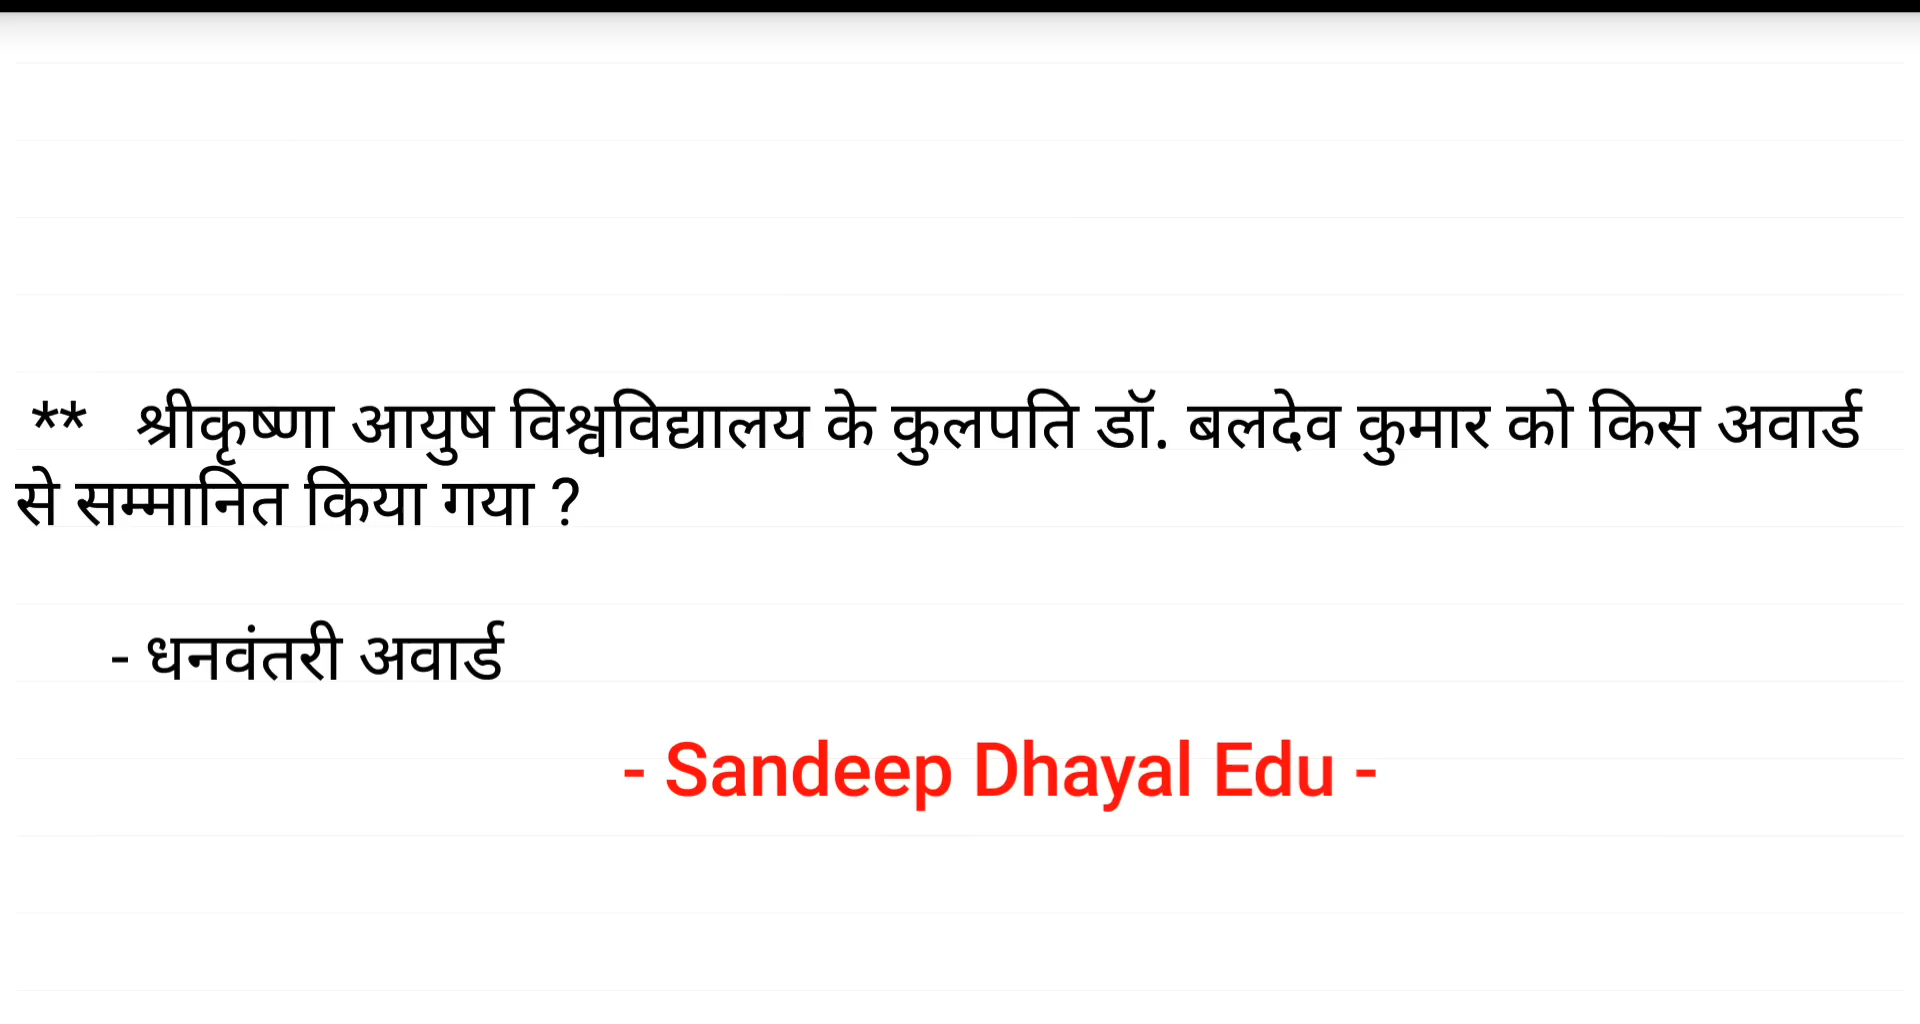 ** श्रीकृष्णा आयुष विश्वविद्यालय के कुलपति डॉ. बलदेव कुमार को किस अवार्ड
से सम्मानित किया गया ?
- धनवंतरी अवार्ड
- Sandeep Dhayal Edu -